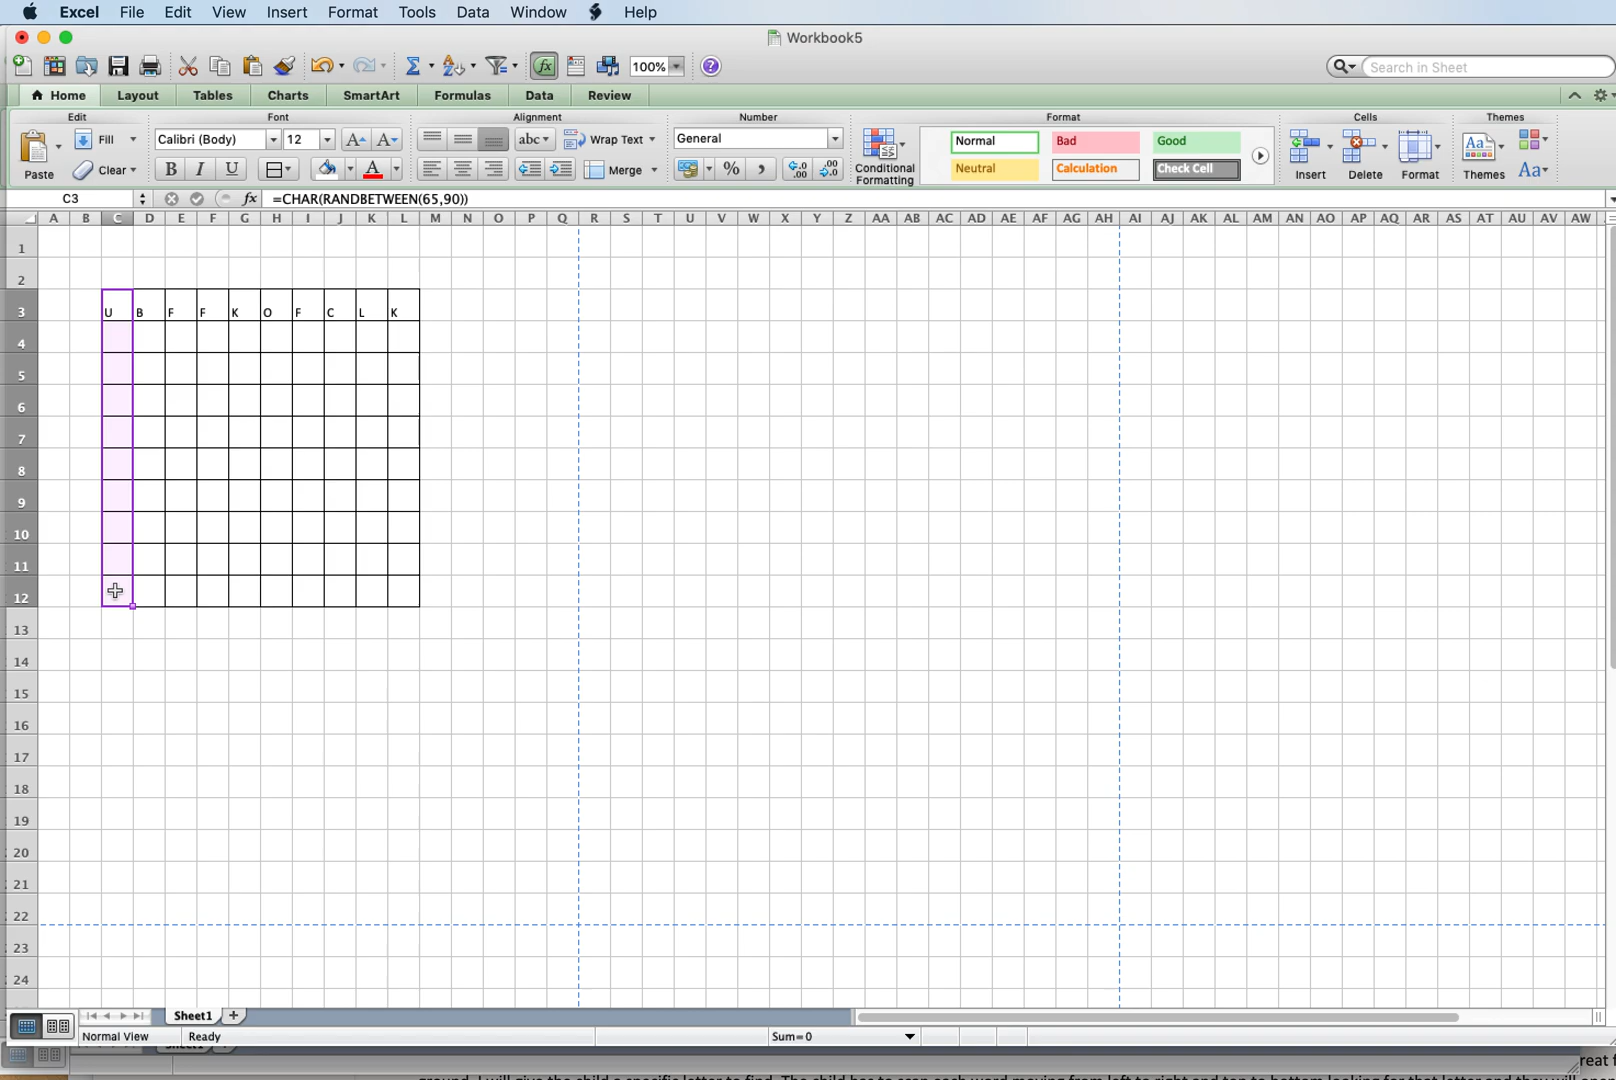 Excel File Edit View Insert Format Tools Data Window Help
Workbook5
100% Search in Sheet
Home Layout Tables Charts SmartArt Formulas Data Review
Edit Font Alignment Number Format Cells Themes
Fill Calibri (Body) 12 A A abc Wrap Text General Normal Bad Good
Paste Clear B I U A Merge % , .0 .00 .00 .0 Conditional Formatting Neutral Calculation Check Cell Insert Delete Format Themes Aa
C3 fx =CHAR(RANDBETWEEN(65,90))
A B C D E F G H I J K L M N O P Q R S T U V W X Y Z AA AB AC AD AE AF AG AH AI AJ AK AL AM AN AO AP AQ AR AS AT AU AV AW
1
2
3 U B F F K O F C L K
4
5
6
7
8
9
10
11
12
13
14
15
16
17
18
19
20
21
22
23
24
Sheet1
Normal View Ready Sum=0
reat f